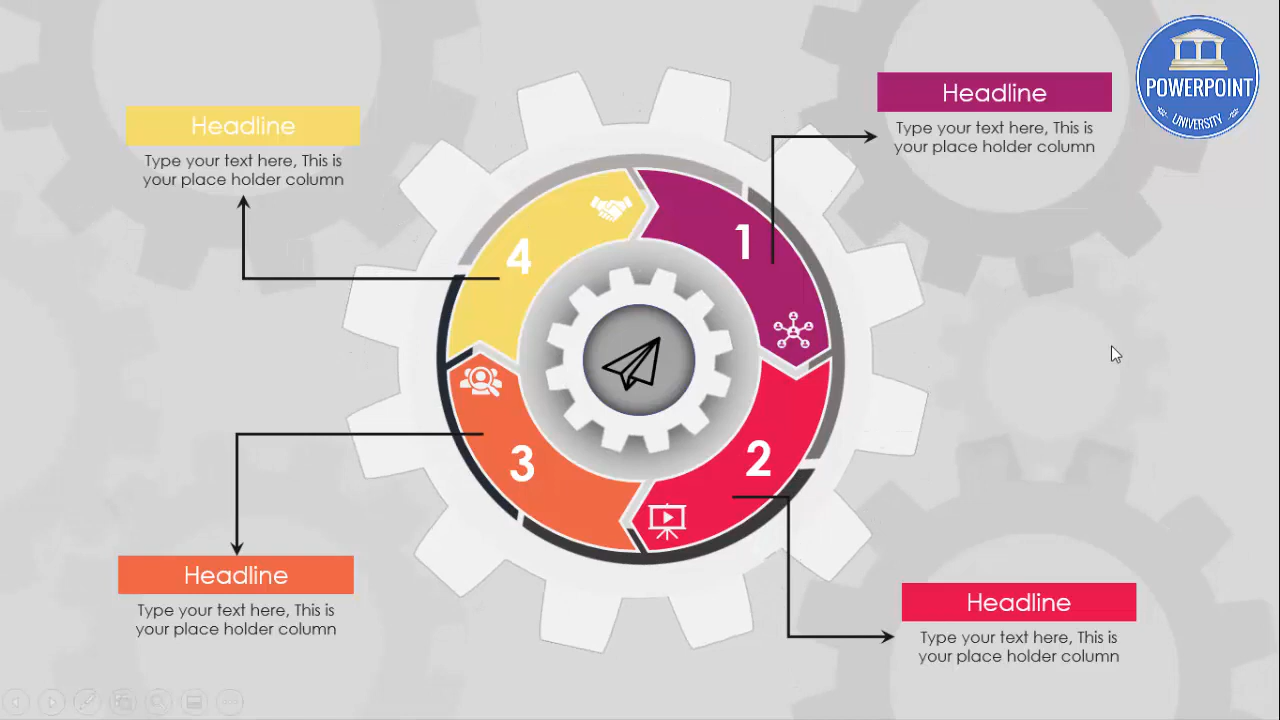 Headline
Type your text here, This is
your place holder column
Headline
Type your text here, This is
your place holder column
POWERPOINT
UNIVERSITY
4
1
3
2
Headline
Type your text here, This is
your place holder column
Headline
Type your text here, This is
your place holder column